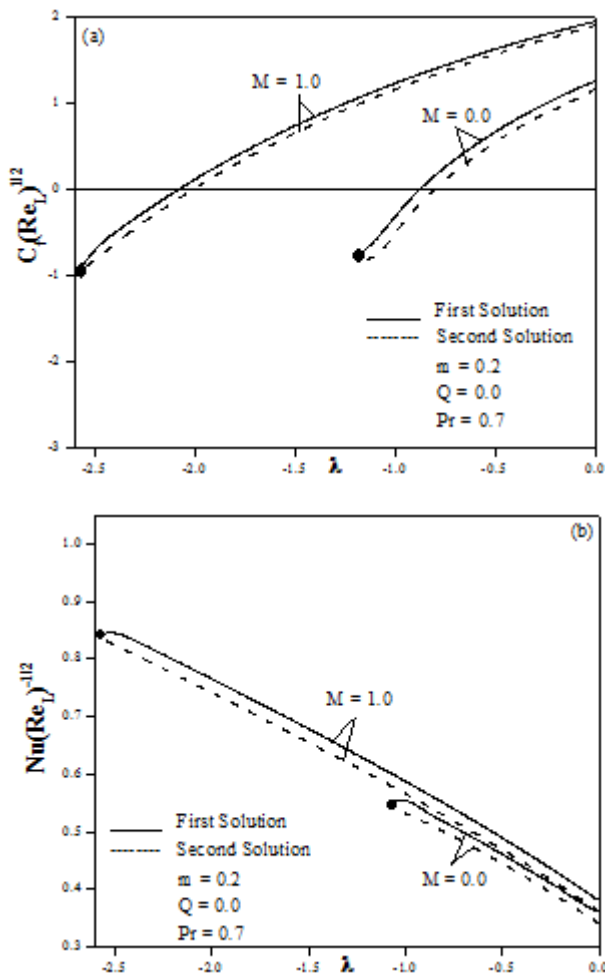 (a)
2
1
0
-1
-2
-3
C_f(Re_L)^{1/2}
M = 1.0
M = 0.0
First Solution
Second Solution
m = 0.2
Q = 0.0
Pr = 0.7
-2.5 -2.0 -1.5 -1.0 -0.5 0.0
λ
(b)
1.0
0.9
0.8
0.7
0.6
0.5
0.4
0.3
Nu(Re_L)^{-1/2}
M = 1.0
M = 0.0
First Solution
Second Solution
m = 0.2
Q = 0.0
Pr = 0.7
-2.5 -2.0 -1.5 -1.0 -0.5 0.0
λ